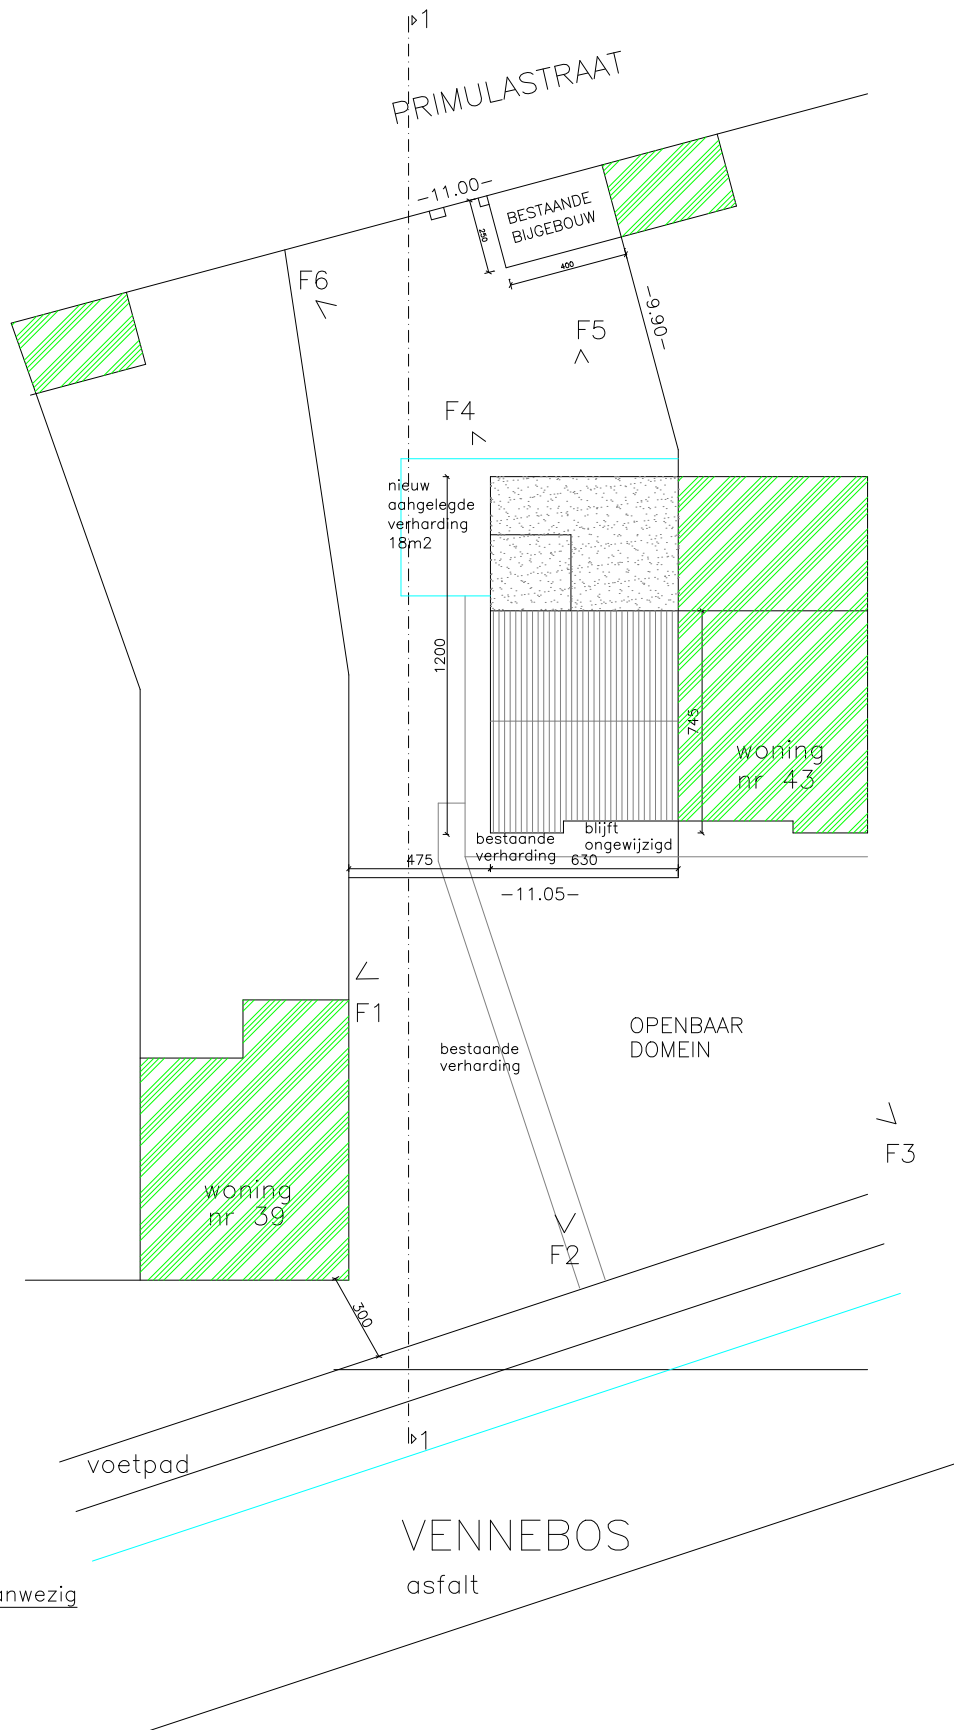 1
PRIMULASTRAAT
-11.00-
BESTAANDE
BIJGEBOUW
250
400
F6
-9.90-
F5
F4
nieuw
aahgelegde
verharding
18m2
1200
745
woning
nr 43
bestaande
verharding
blijft
ongewijzigd
475
630
-11.05-
F1
OPENBAAR
DOMEIN
bestaande
verharding
F3
woning
nr 39
F2
300
1
voetpad
VENNEBOS
asfalt
anwezig